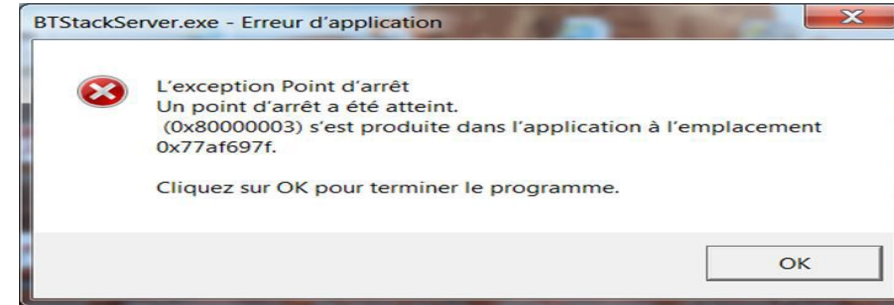 BTStackServer.exe - Erreur d'application
L'exception Point d'arrêt
Un point d'arrêt a été atteint.
(0x80000003) s'est produite dans l'application à l'emplacement
0x77af697f.
Cliquez sur OK pour terminer le programme.
OK